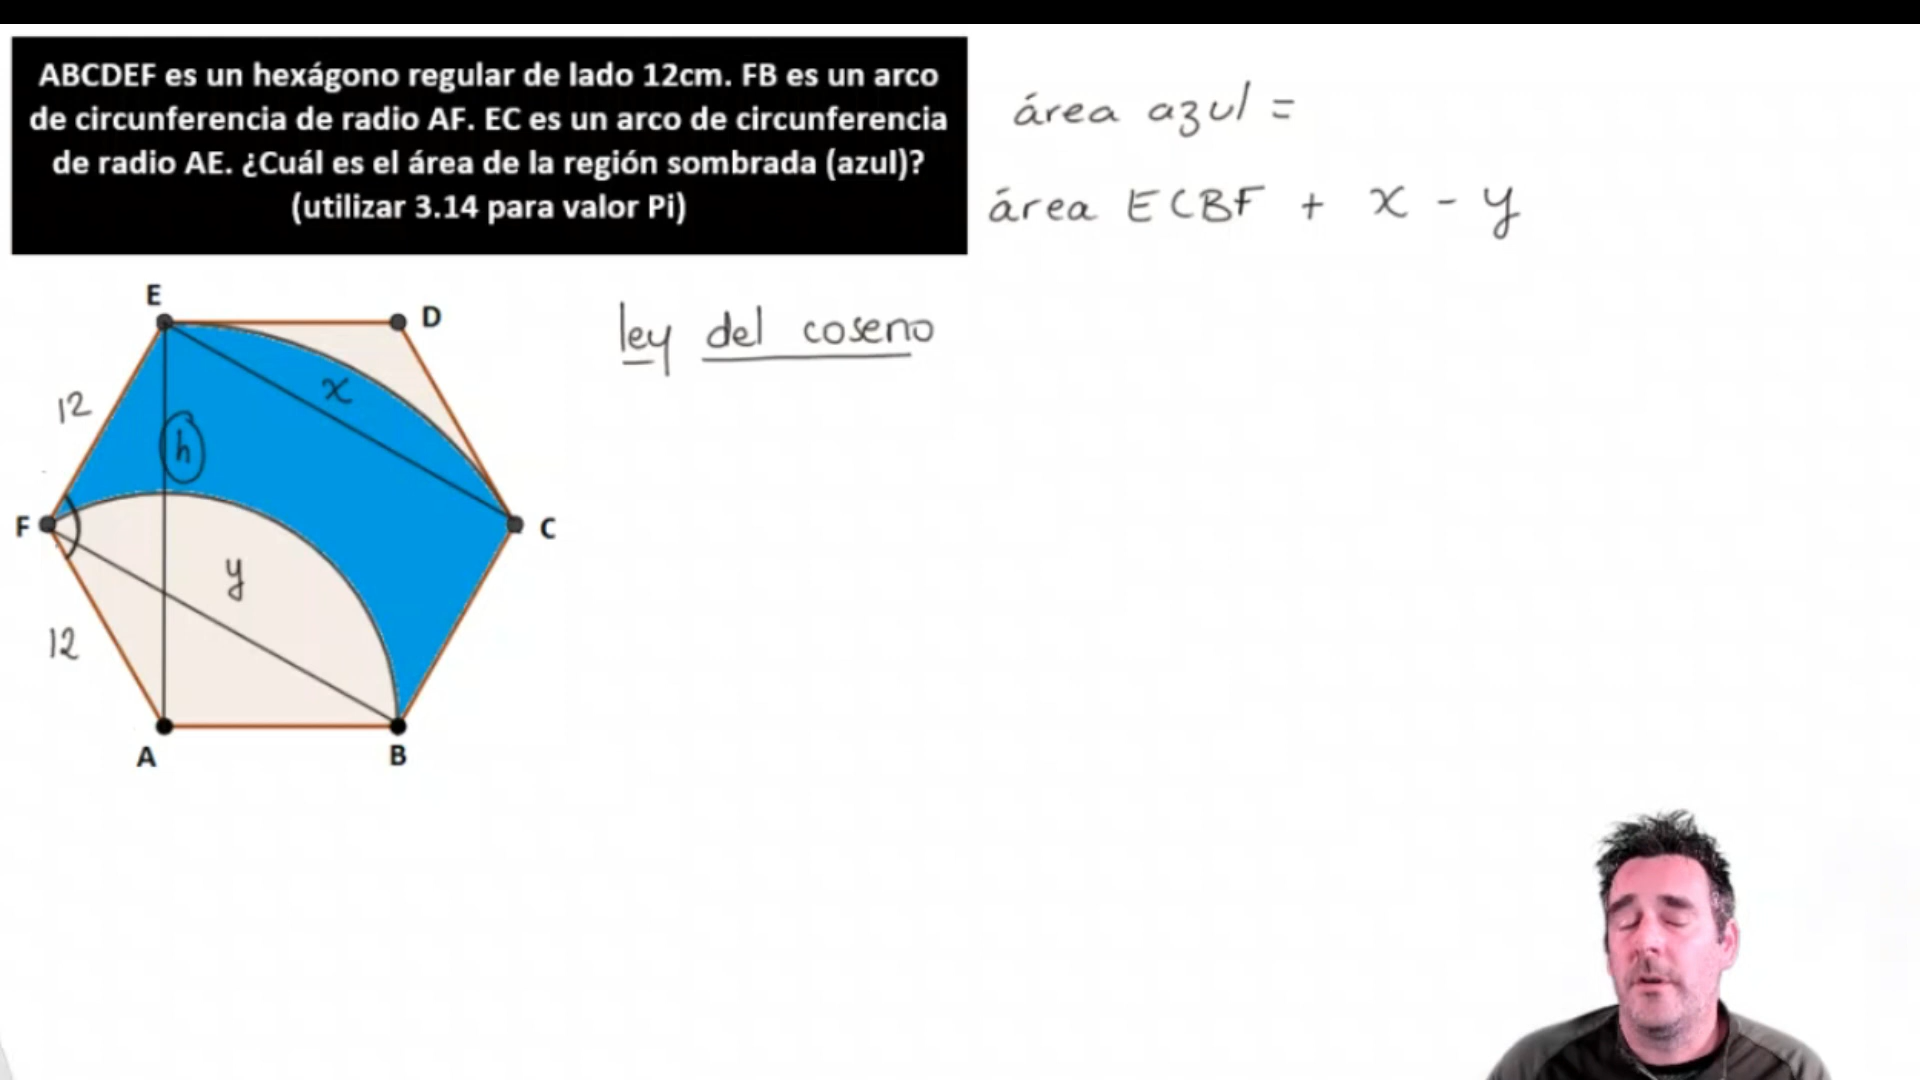 ABCDEF es un hexágono regular de lado 12cm. FB es un arco
de circunferencia de radio AF. EC es un arco de circunferencia
de radio AE. ¿Cuál es el área de la región sombrada (azul)?
(utilizar 3.14 para valor Pi)
área azul =
área ECBF + x - y
ley del coseno
E
D
x
12
h
F
C
y
12
A
B